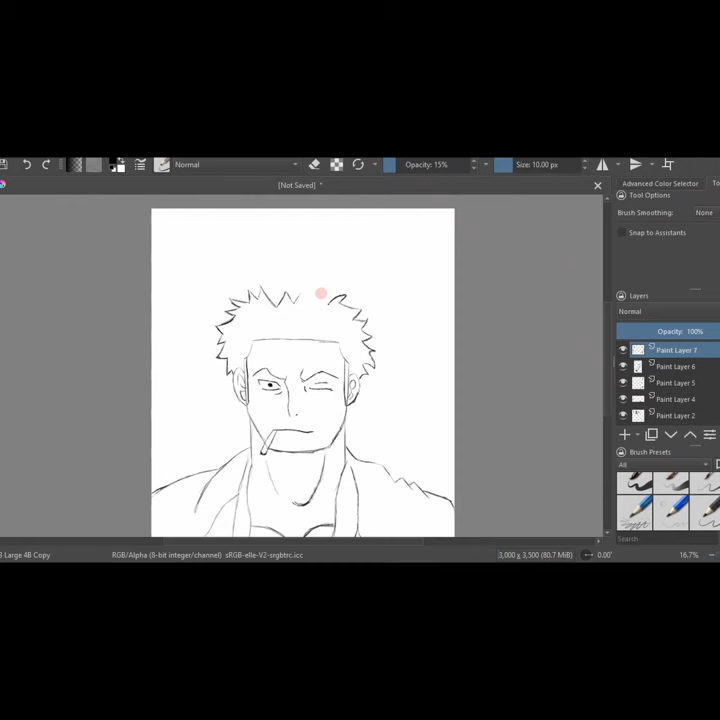 Normal
Opacity: 15%
Size: 10.00 px
[Not Saved] *
Advanced Color Selector
Tool Options
Brush Smoothing:
None
Snap to Assistants
Layers
Normal
Opacity: 100%
Paint Layer 7
Paint Layer 6
Paint Layer 5
Paint Layer 4
Paint Layer 2
Brush Presets
All
Search
Large 4B Copy
RGB/Alpha (8-bit integer/channel) sRGB-elle-V2-srgbtrc.icc
3,000 x 3,500 (80.7 MiB)
0.00°
16.7%